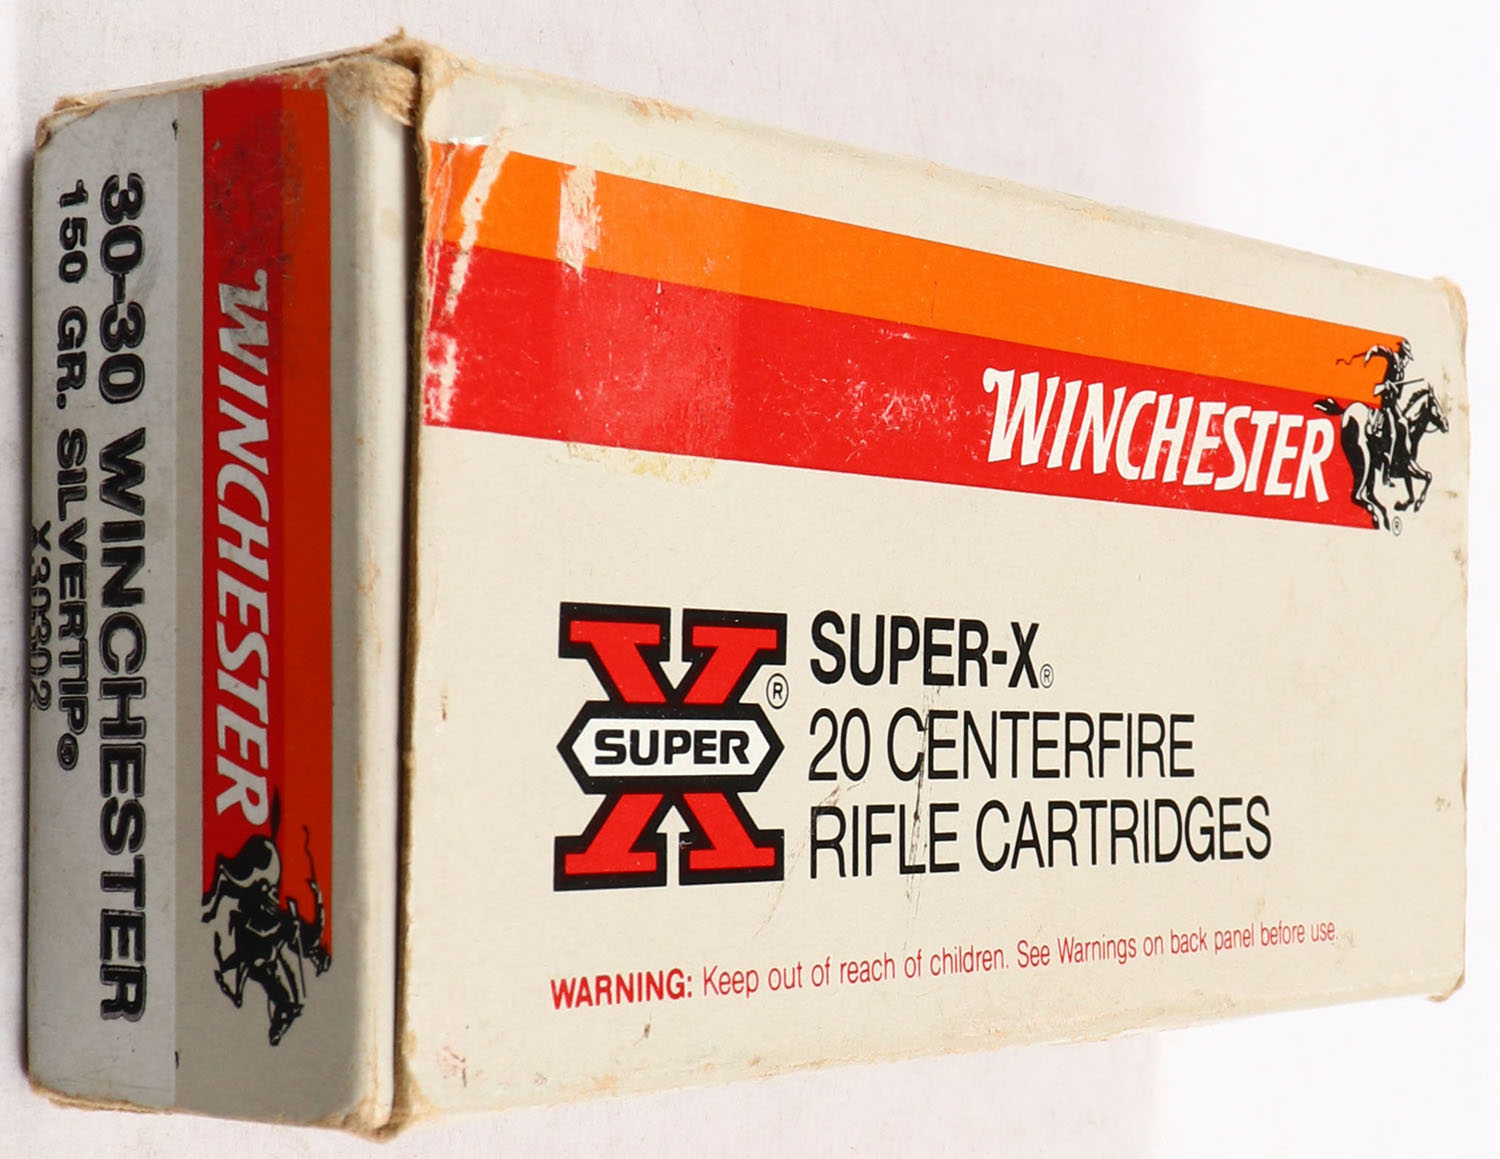 WINCHESTER
®
SUPER
®
SUPER-X®
20 CENTERFIRE
RIFLE CARTRIDGES
WARNING: Keep out of reach of children. See Warnings on back panel before use.
WINCHESTER
30-30 WINCHESTER
150 GR. SILVERTIP®